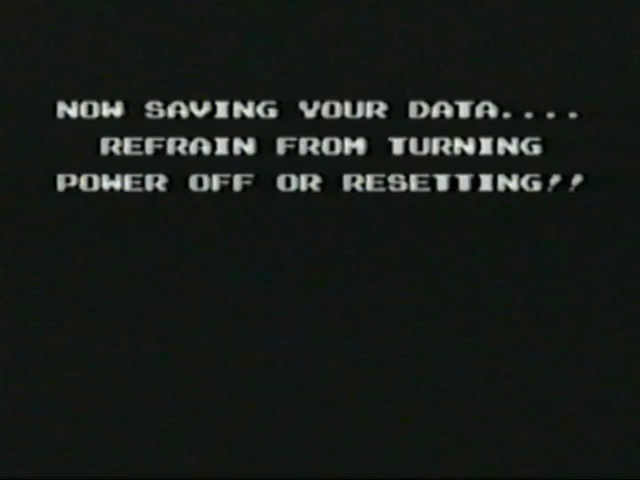 NOW SAVING YOUR DATA....
REFRAIN FROM TURNING
POWER OFF OR RESETTING!!